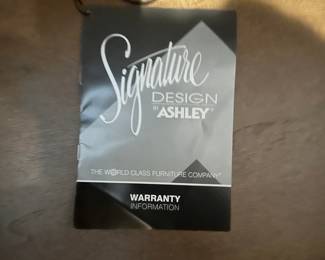 Signature
DESIGN
BY ASHLEY®
THE WORLD CLASS FURNITURE COMPANY®
WARRANTY
INFORMATION